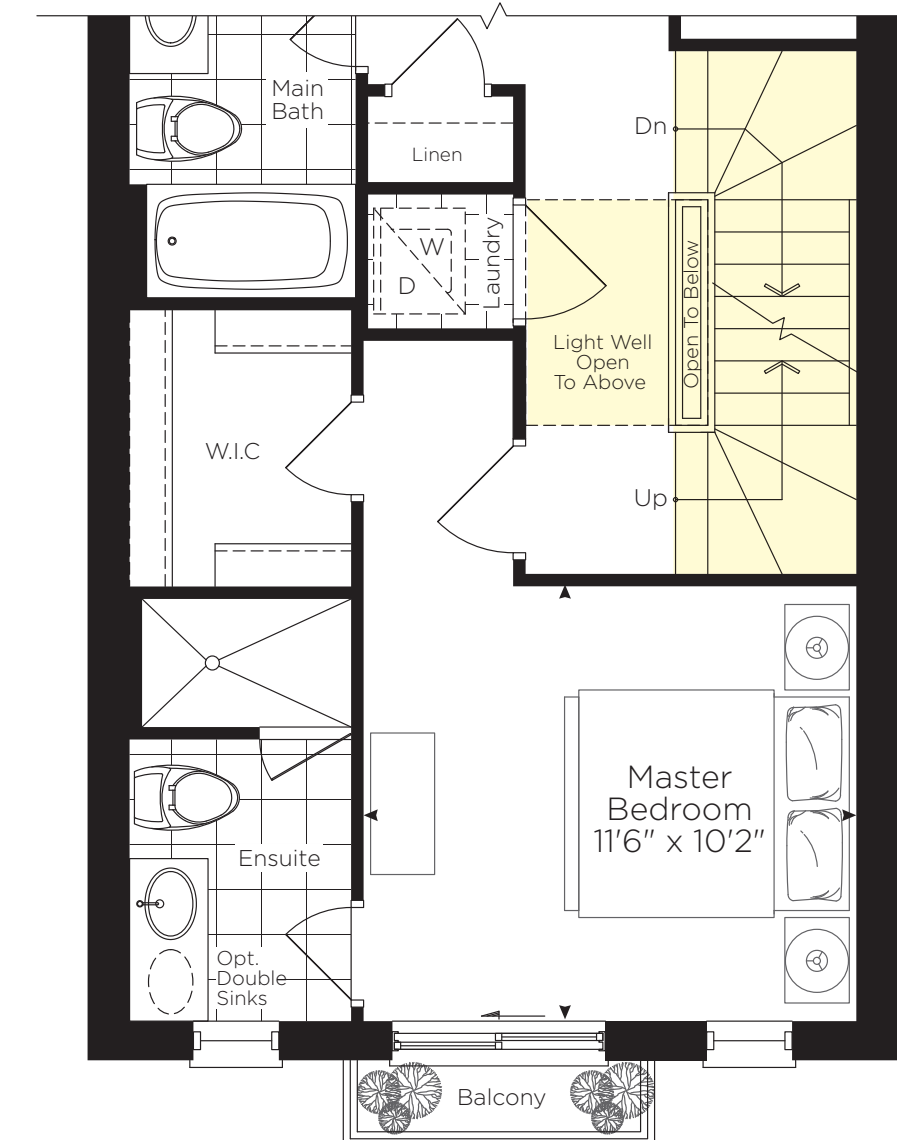 Main
Bath
Linen
Dn
W
D
Laundry
Light Well
Open
To Above
Open To Below
W.I.C
Up
Master
Bedroom
11'6" x 10'2"
Ensuite
Opt.
Double
Sinks
Balcony